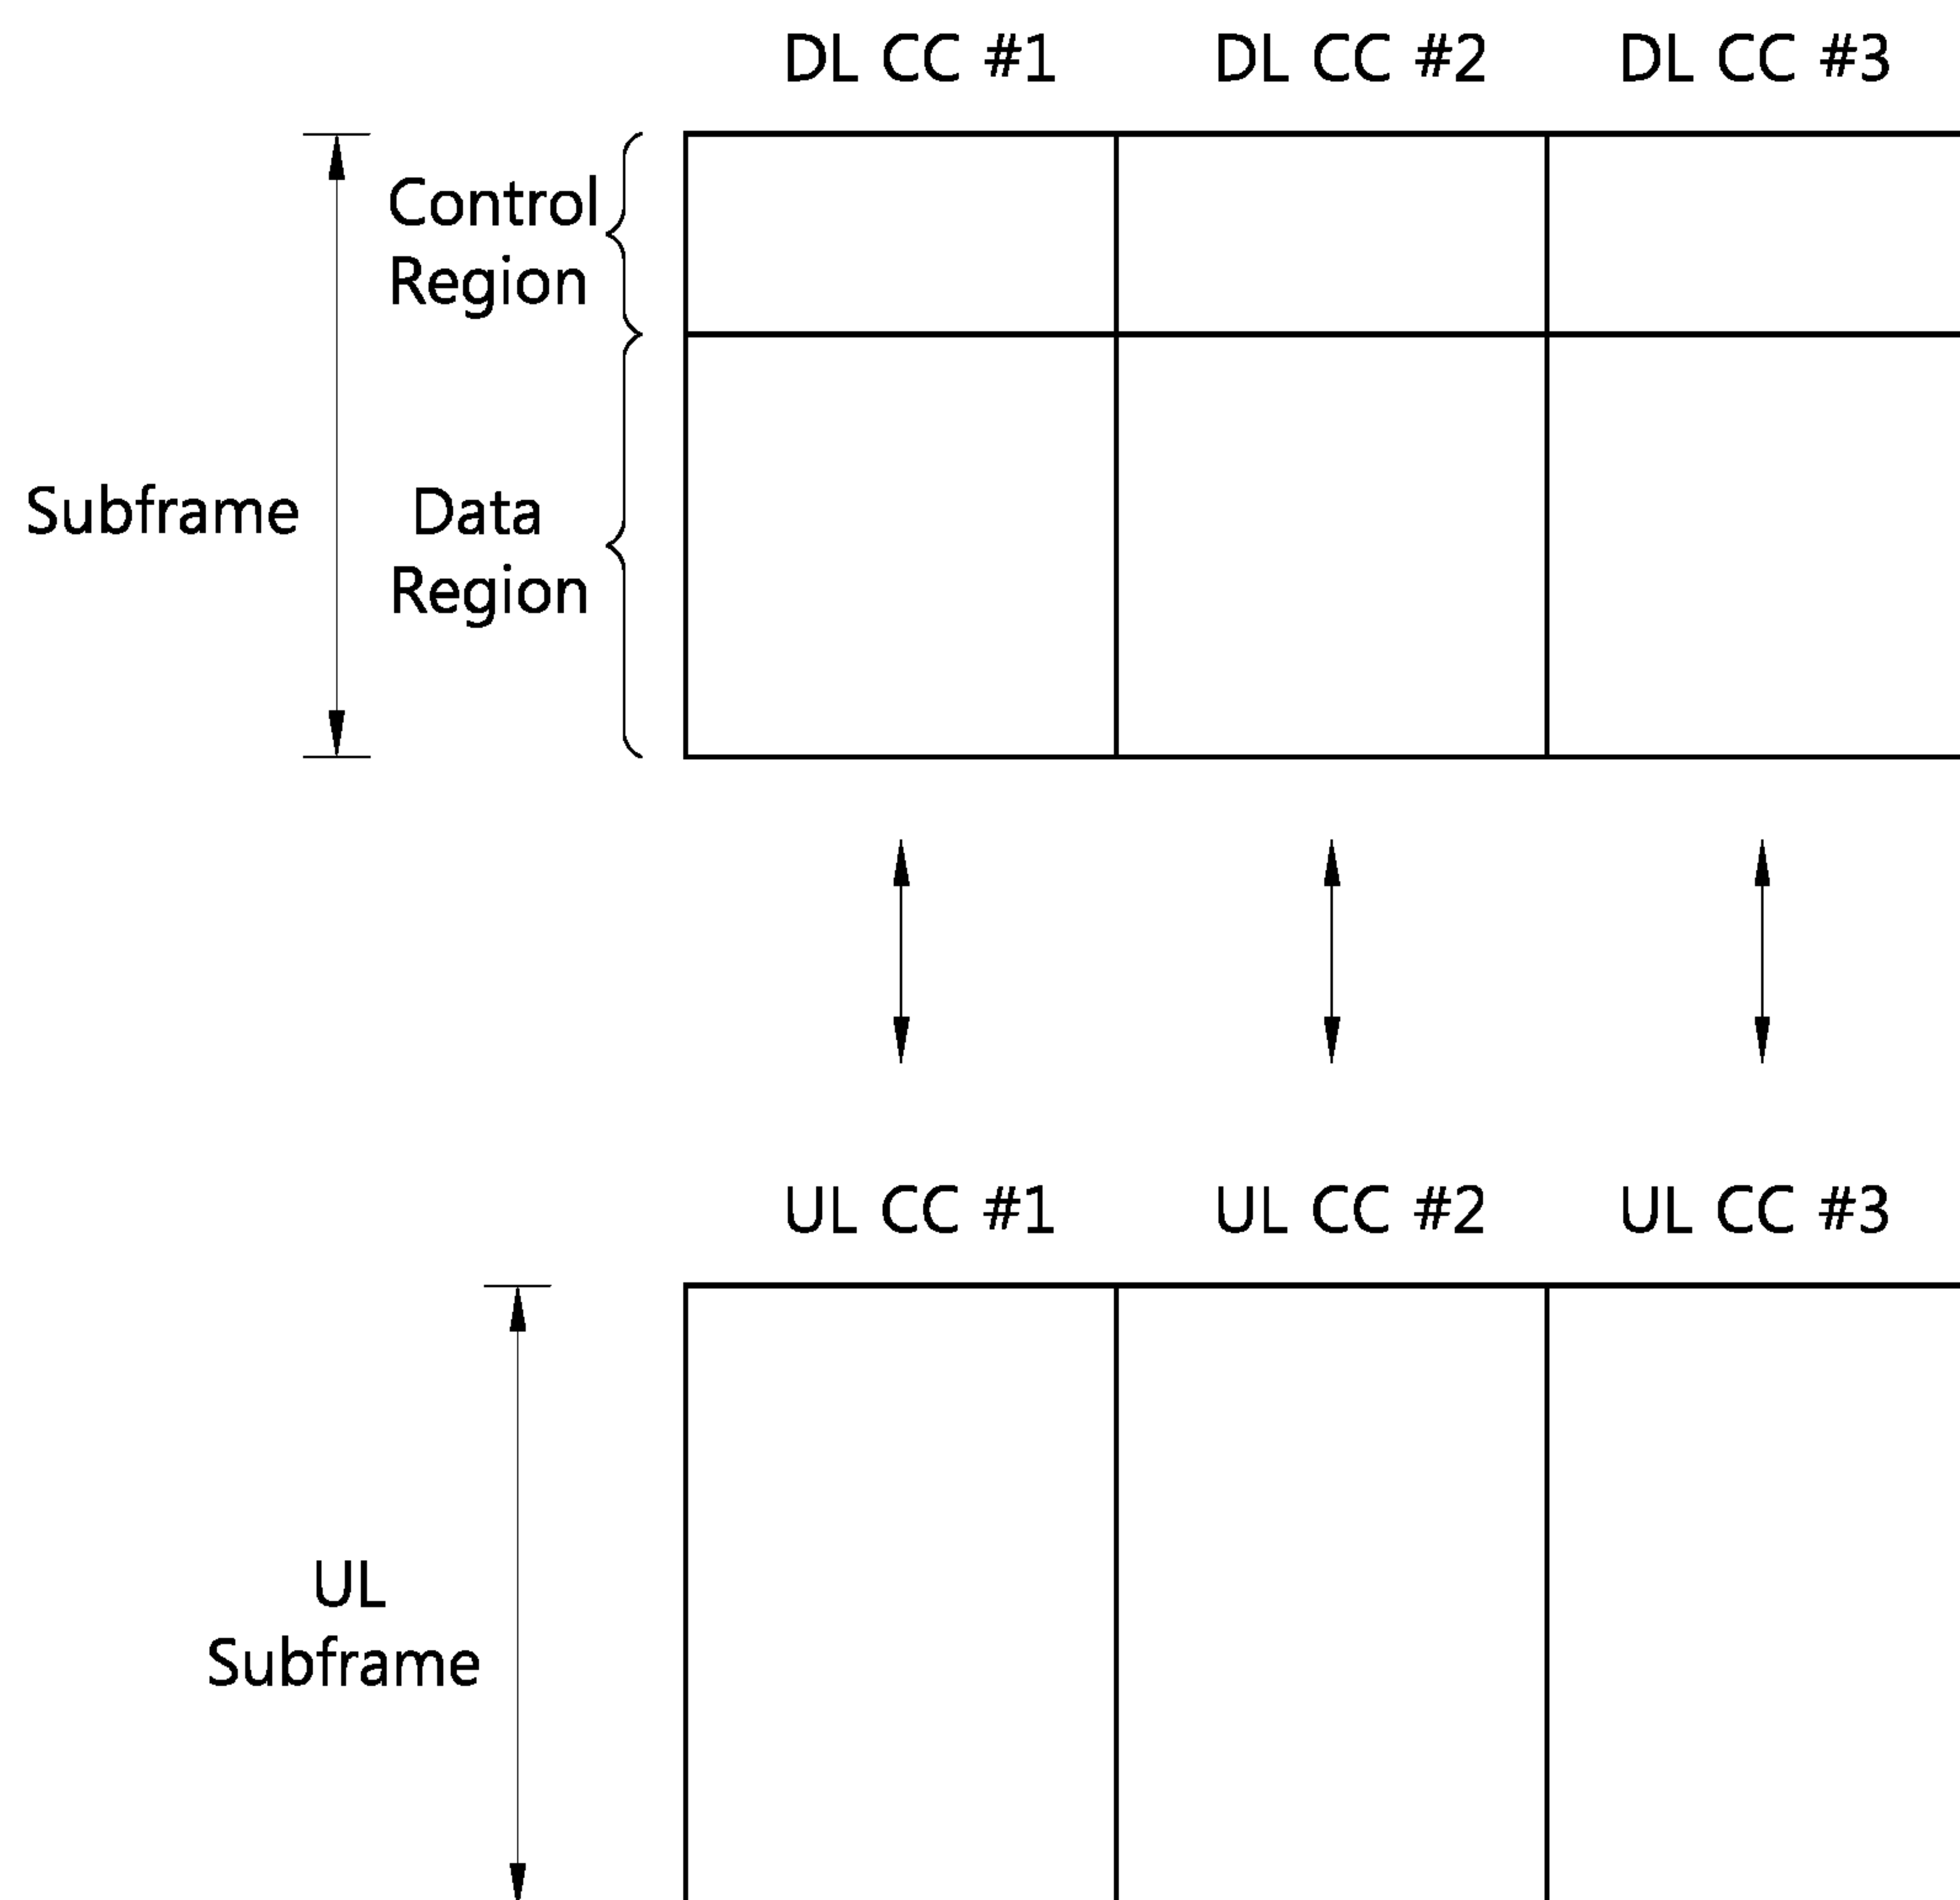 DL CC #1 DL CC #2 DL CC #3
Control
Region
Subframe
Data
Region
UL CC #1 UL CC #2 UL CC #3
UL
Subframe